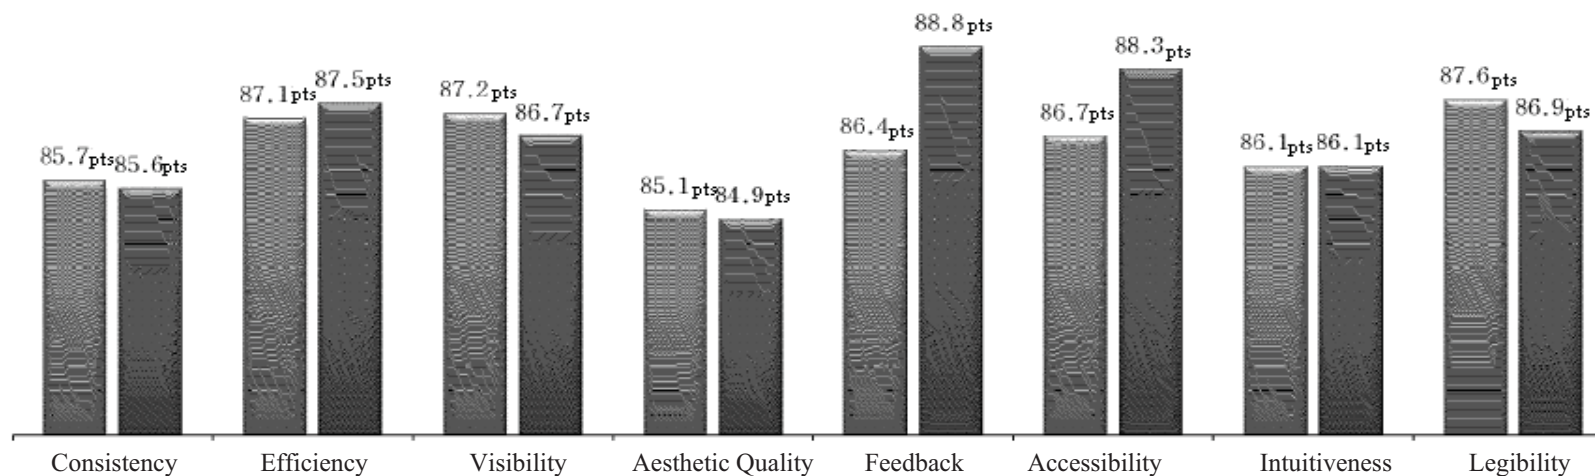 85.7pts 85.6pts 87.1pts 87.5pts 87.2pts 86.7pts 85.1pts 84.9pts 86.4pts 88.8pts 86.7pts 88.3pts 86.1pts 86.1pts 87.6pts 86.9pts
Consistency Efficiency Visibility Aesthetic Quality Feedback Accessibility Intuitiveness Legibility